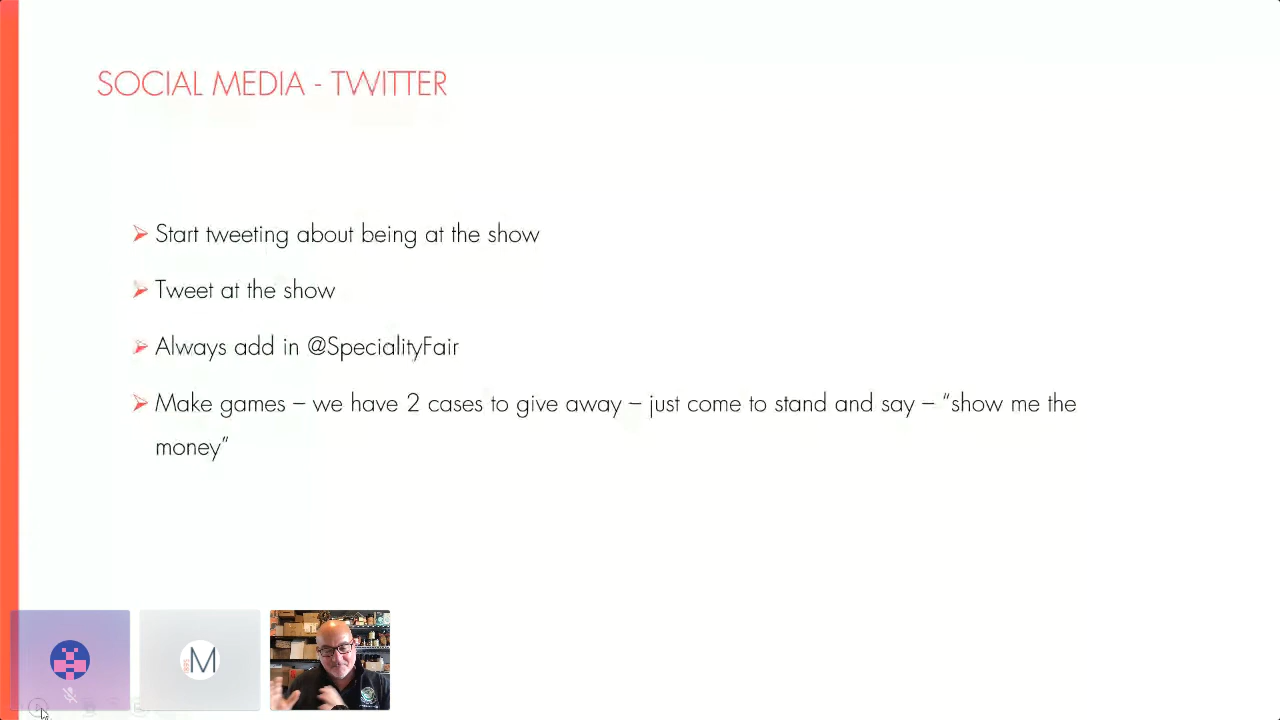 SOCIAL MEDIA - TWITTER
Start tweeting about being at the show
Tweet at the show
Always add in @SpecialityFair
Make games – we have 2 cases to give away – just come to stand and say – “show me the
money”
M